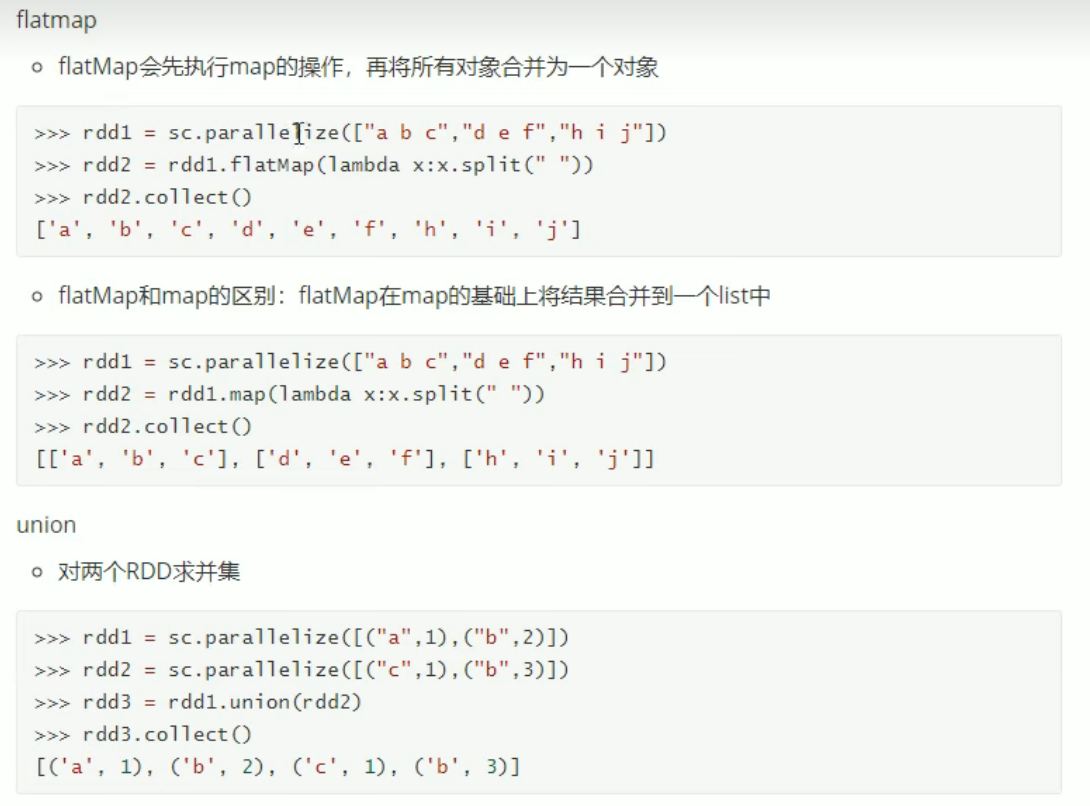 flatmap
flatMap会先执行map的操作，再将所有对象合并为一个对象
>>> rdd1 = sc.parallelize(["a b c","d e f","h i j"])
>>> rdd2 = rdd1.flatMap(lambda x:x.split(" "))
>>> rdd2.collect()
['a', 'b', 'c', 'd', 'e', 'f', 'h', 'i', 'j']
flatMap和map的区别：flatMap在map的基础上将结果合并到一个list中
>>> rdd1 = sc.parallelize(["a b c","d e f","h i j"])
>>> rdd2 = rdd1.map(lambda x:x.split(" "))
>>> rdd2.collect()
[['a', 'b', 'c'], ['d', 'e', 'f'], ['h', 'i', 'j']]
union
对两个RDD求并集
>>> rdd1 = sc.parallelize([("a",1),("b",2)])
>>> rdd2 = sc.parallelize([("c",1),("b",3)])
>>> rdd3 = rdd1.union(rdd2)
>>> rdd3.collect()
[('a', 1), ('b', 2), ('c', 1), ('b', 3)]